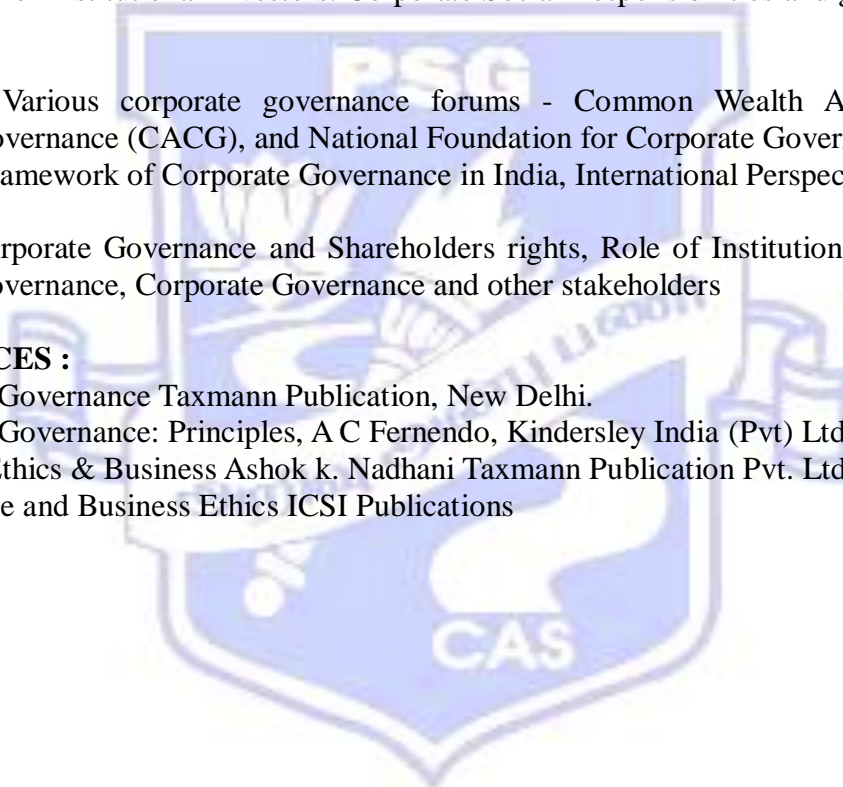 Various corporate governance forums - Common Wealth A
overnance (CACG), and National Foundation for Corporate Gover
amework of Corporate Governance in India, International Perspec
rporate Governance and Shareholders rights, Role of Institution
overnance, Corporate Governance and other stakeholders
CES :
Governance Taxmann Publication, New Delhi.
Governance: Principles, A C Fernendo, Kindersley India (Pvt) Ltd
Ethics & Business Ashok k. Nadhani Taxmann Publication Pvt. Ltd
e and Business Ethics ICSI Publications
PSG
CAS